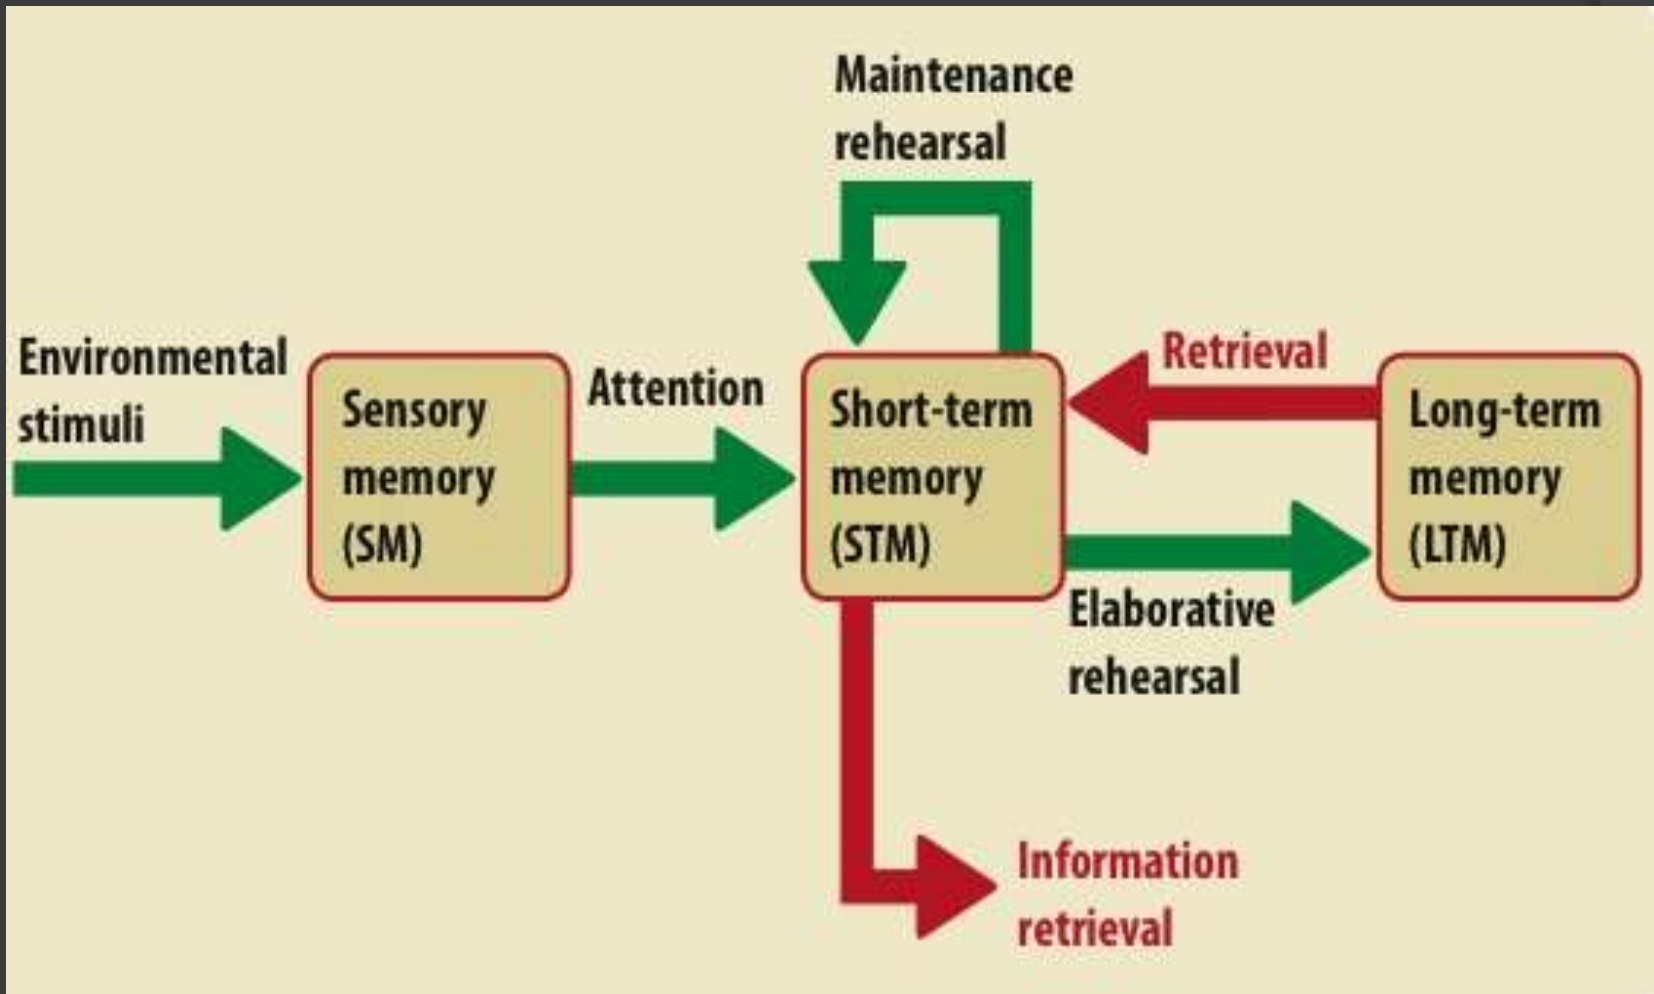 Maintenance
rehearsal
Environmental
stimuli
Sensory
memory
(SM)
Attention
Short-term
memory
(STM)
Retrieval
Long-term
memory
(LTM)
Elaborative
rehearsal
Information
retrieval